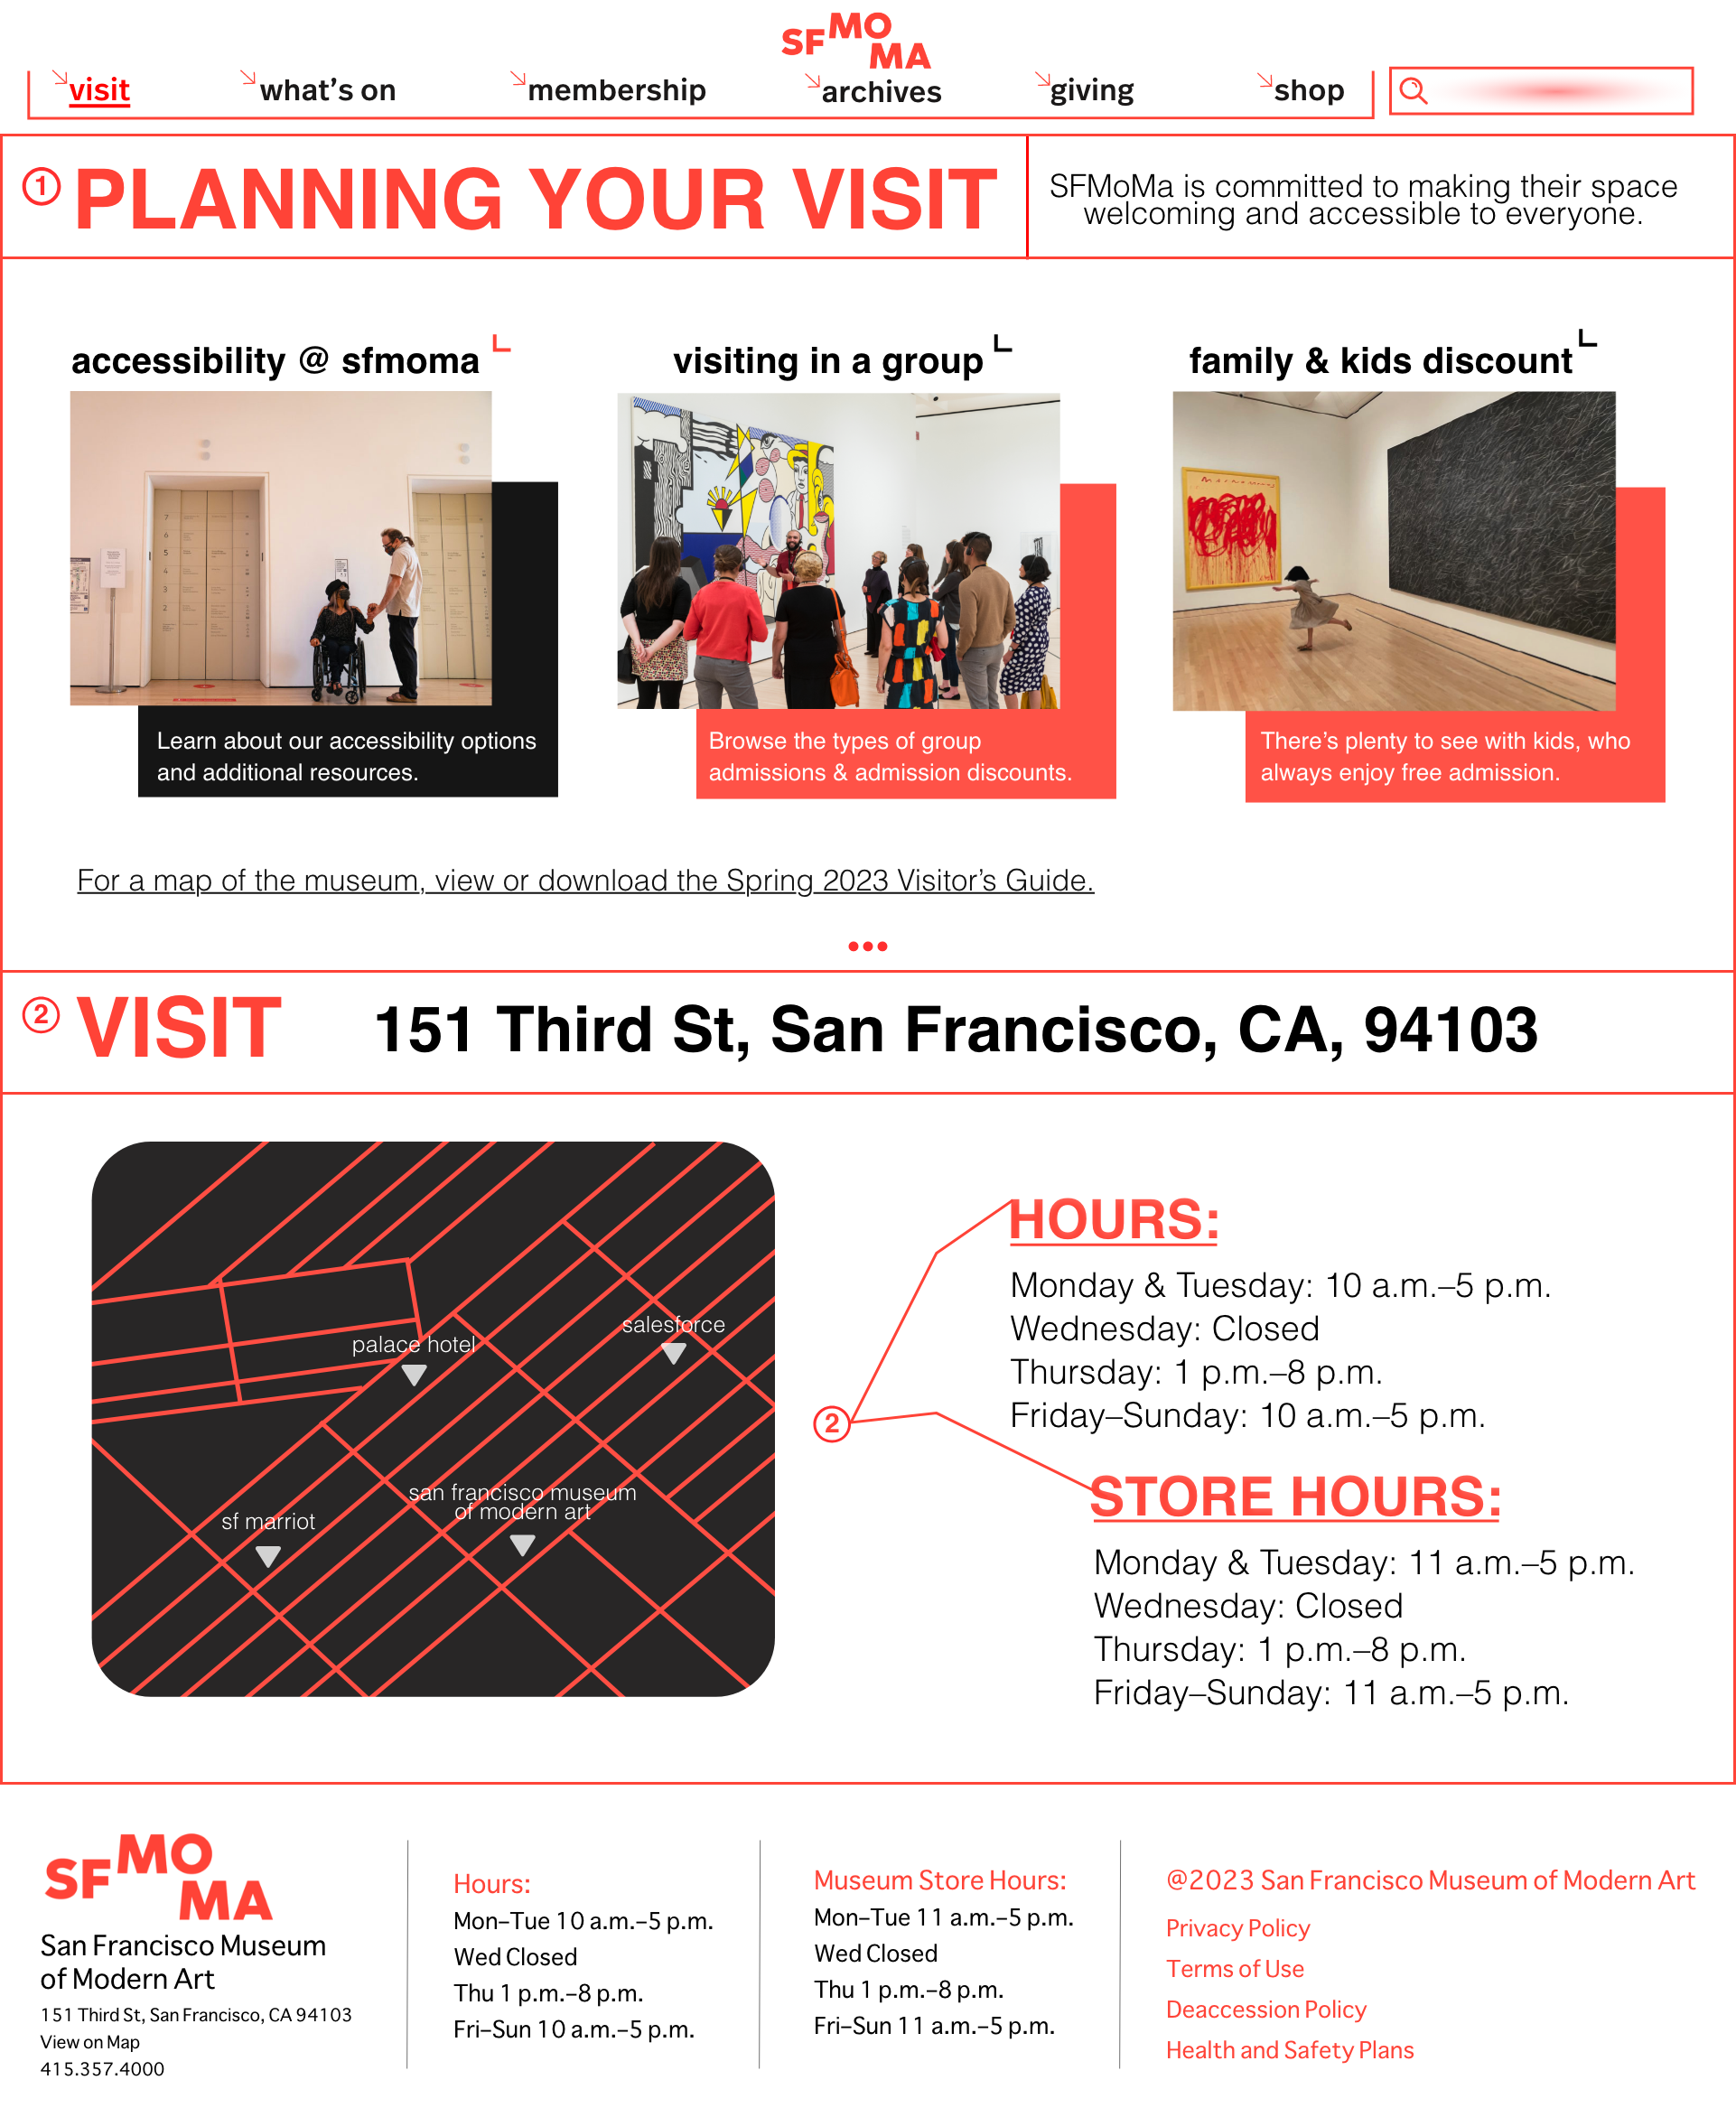 SFMOMA
visit
what's on
membership
archives
giving
shop
1
PLANNING YOUR VISIT
SFMoMa is committed to making their space
welcoming and accessible to everyone.
accessibility @ sfmoma
visiting in a group
family & kids discount
7
6
5
4
3
2
Learn about our accessibility options
and additional resources.
Browse the types of group
admissions & admission discounts.
There's plenty to see with kids, who
always enjoy free admission.
For a map of the museum, view or download the Spring 2023 Visitor's Guide.
2
VISIT
151 Third St, San Francisco, CA, 94103
salesforce
palace hotel
san francisco museum
of modern art
sf marriot
2
HOURS:
Monday & Tuesday: 10 a.m.–5 p.m.
Wednesday: Closed
Thursday: 1 p.m.–8 p.m.
Friday–Sunday: 10 a.m.–5 p.m.
STORE HOURS:
Monday & Tuesday: 11 a.m.–5 p.m.
Wednesday: Closed
Thursday: 1 p.m.–8 p.m.
Friday–Sunday: 11 a.m.–5 p.m.
SFMOMA
San Francisco Museum
of Modern Art
151 Third St, San Francisco, CA 94103
View on Map
415.357.4000
Hours:
Mon–Tue 10 a.m.–5 p.m.
Wed Closed
Thu 1 p.m.–8 p.m.
Fri–Sun 10 a.m.–5 p.m.
Museum Store Hours:
Mon–Tue 11 a.m.–5 p.m.
Wed Closed
Thu 1 p.m.–8 p.m.
Fri–Sun 11 a.m.–5 p.m.
@2023 San Francisco Museum of Modern Art
Privacy Policy
Terms of Use
Deaccession Policy
Health and Safety Plans